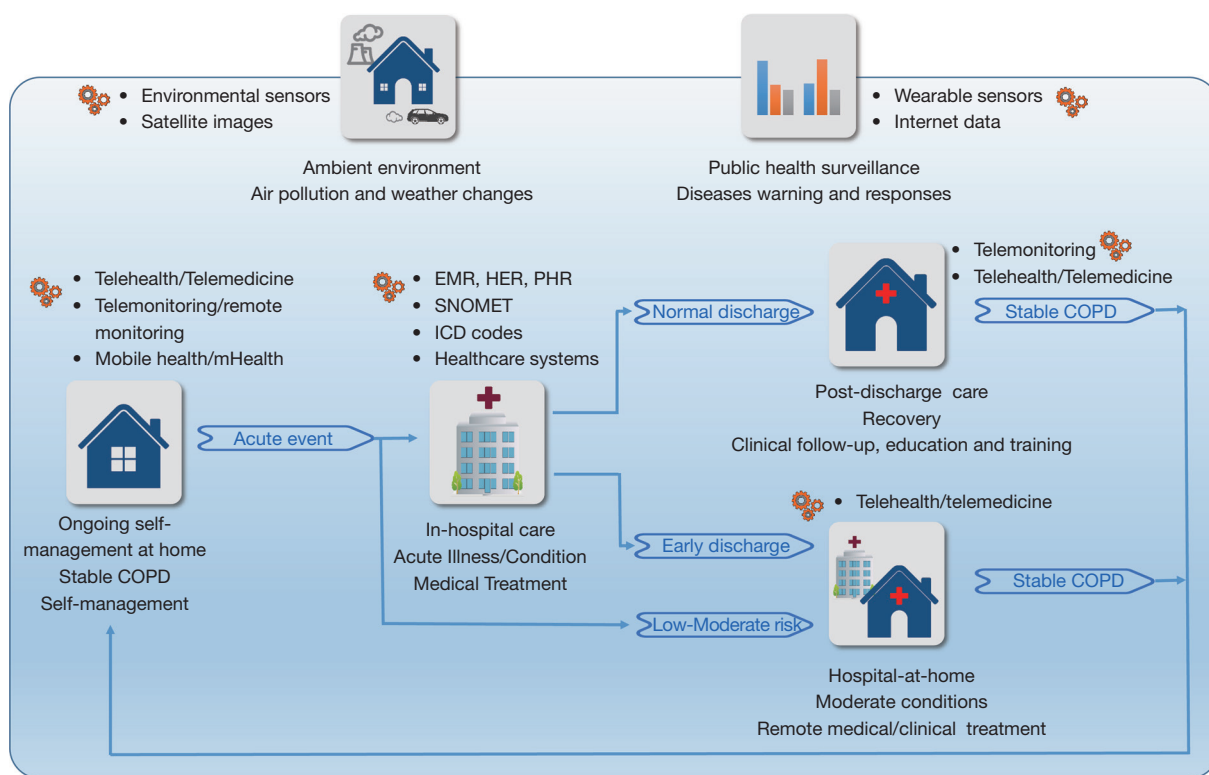 • Environmental sensors
• Satellite images
Ambient environment
Air pollution and weather changes
• Wearable sensors
• Internet data
Public health surveillance
Diseases warning and responses
• Telehealth/Telemedicine
• Telemonitoring/remote
monitoring
• Mobile health/mHealth
Ongoing self-
management at home
Stable COPD
Self-management
Acute event
• EMR, HER, PHR
• SNOMET
• ICD codes
• Healthcare systems
In-hospital care
Acute Illness/Condition
Medical Treatment
Normal discharge
Early discharge
Low-Moderate risk
• Telemonitoring
• Telehealth/Telemedicine
Post-discharge care
Recovery
Clinical follow-up, education and training
Stable COPD
• Telehealth/telemedicine
Hospital-at-home
Moderate conditions
Remote medical/clinical treatment
Stable COPD